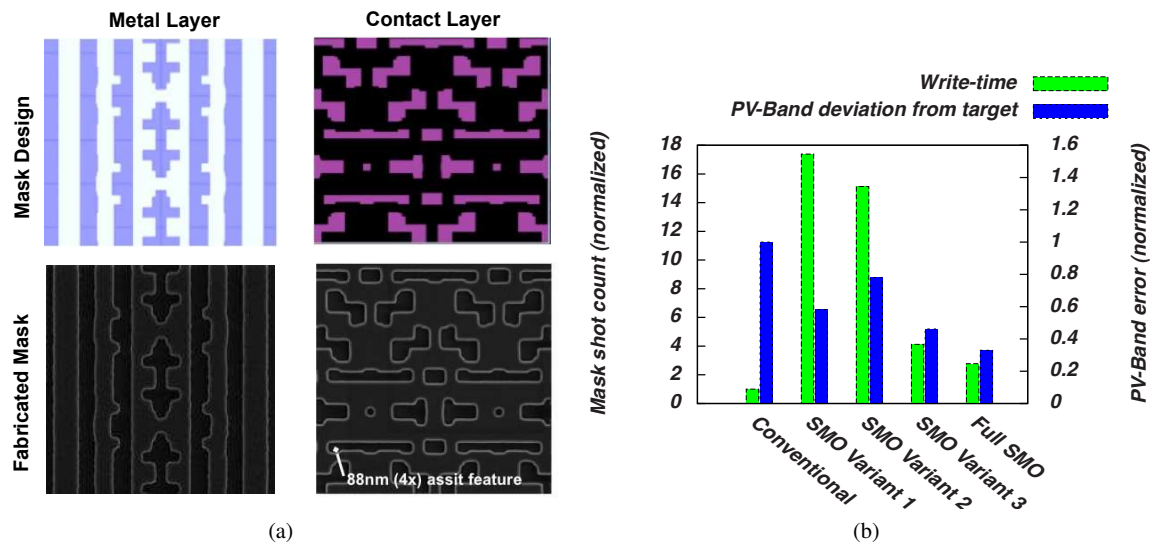 Metal Layer
Contact Layer
Mask Design
Fabricated Mask
88nm (4x) assit feature
(a)
Write-time
PV-Band deviation from target
Mask shot count (normalized)
18
16
14
12
10
8
6
4
2
0
1.6
1.4
1.2
1
0.8
0.6
0.4
0.2
0
PV-Band error (normalized)
Conventional
SMO Variant 1
SMO Variant 2
SMO Variant 3
Full SMO
(b)